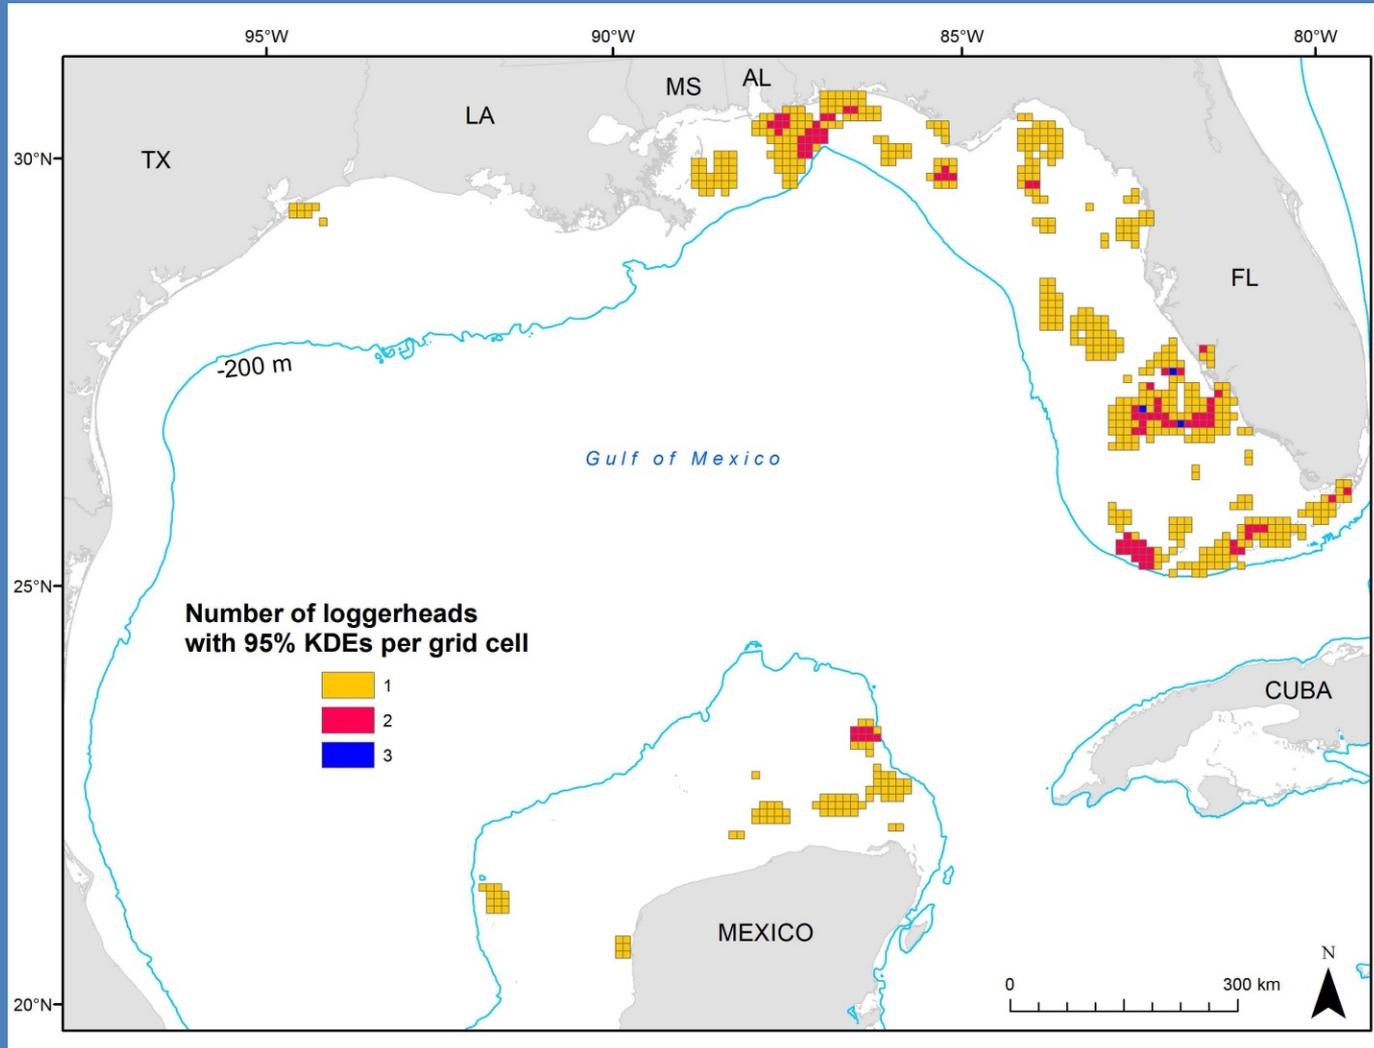 95°W
90°W
85°W
80°W
MS
AL
LA
30°N
TX
FL
-200 m
Gulf of Mexico
25°N
Number of loggerheads
with 95% KDEs per grid cell
1
2
3
CUBA
MEXICO
N
0
300 km
20°N